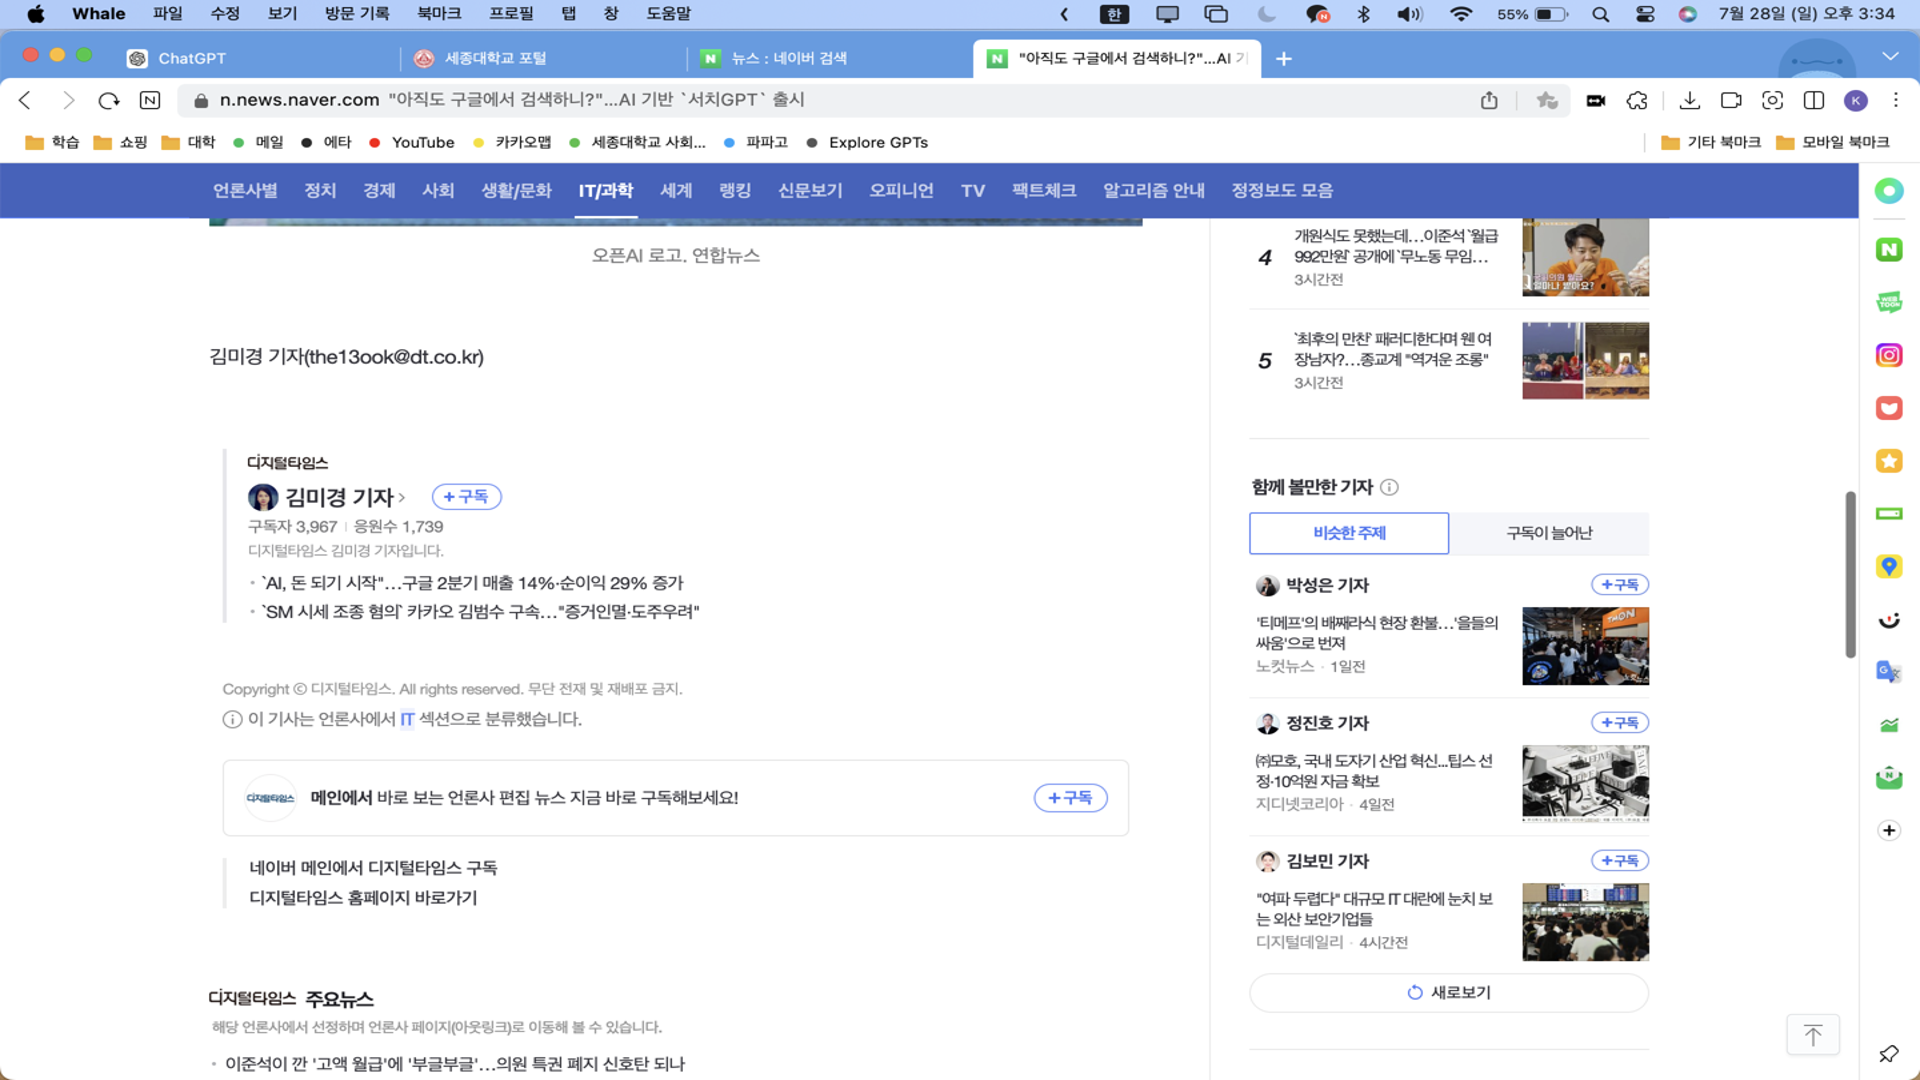 Whale 파일 수정 보기 방문 기록 북마크 프로필 탭 창 도움말 한 55% 7월 28일 (일) 오후 3:34
ChatGPT 세종대학교 포털 뉴스 : 네이버 검색 "아직도 구글에서 검색하니?"...AI 기
n.news.naver.com "아직도 구글에서 검색하니?"...AI 기반 `서치GPT` 출시
학습 쇼핑 대학 메일 에타 YouTube 카카오맵 세종대학교 사회... 파파고 Explore GPTs 기타 북마크 모바일 북마크
언론사별 정치 경제 사회 생활/문화 IT/과학 세계 랭킹 신문보기 오피니언 TV 팩트체크 알고리즘 안내 정정보도 모음
오픈AI 로고. 연합뉴스
김미경 기자(the13ook@dt.co.kr)
디지털타임스
김미경 기자
+구독
구독자 3,967 응원수 1,739
디지털타임스 김미경 기자입니다.
`AI, 돈 되기 시작"…구글 2분기 매출 14%·순이익 29% 증가
`SM 시세 조종 혐의` 카카오 김범수 구속…"증거인멸·도주우려"
Copyright ⓒ 디지털타임스. All rights reserved. 무단 전재 및 재배포 금지.
이 기사는 언론사에서 IT 섹션으로 분류했습니다.
디지털타임스 메인에서 바로 보는 언론사 편집 뉴스 지금 바로 구독해보세요!
+구독
네이버 메인에서 디지털타임스 구독
디지털타임스 홈페이지 바로가기
디지털타임스 주요뉴스
해당 언론사에서 선정하며 언론사 페이지(아웃링크)로 이동해 볼 수 있습니다.
이준석이 깐 '고액 월급'에 '부글부글'…의원 특권 폐지 신호탄 되나
4
개원식도 못했는데…이준석 `월급
992만원` 공개에 `무노동 무임…
3시간전
5
`최후의 만찬` 패러디한다며 웬 여
장남자?…종교계 "역겨운 조롱"
3시간전
함께 볼만한 기자
비슷한 주제 구독이 늘어난
박성은 기자
+구독
'티메프'의 배째라식 현장 환불…'을들의
싸움'으로 번져
노컷뉴스 · 1일전
TMON
정진호 기자
+구독
㈜모호, 국내 도자기 산업 혁신...팁스 선
정·10억원 자금 확보
지디넷코리아 · 4일전
김보민 기자
+구독
"여파 두렵다" 대규모 IT 대란에 눈치 보
는 외산 보안기업들
디지털데일리 · 4시간전
새로보기
WEB
TOON